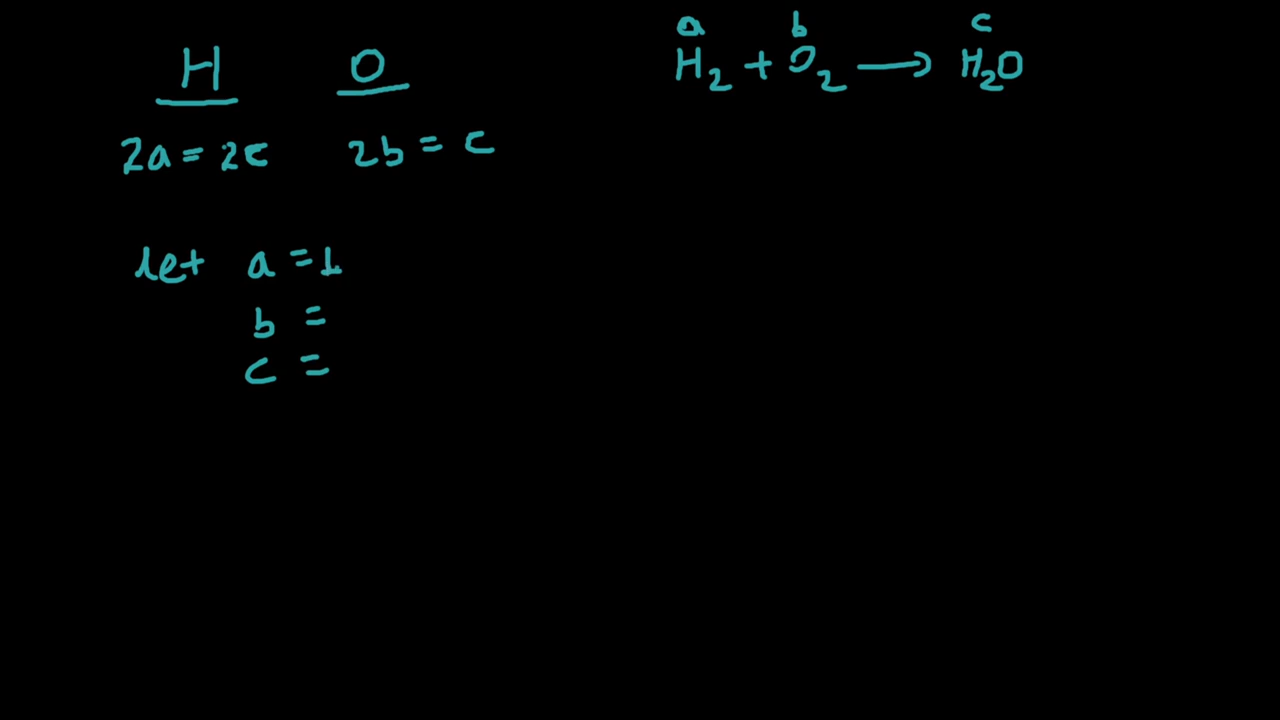 H O
2a = 2c 2b = c
let a = 1
b =
c =
a b c
H₂ + O₂ → H₂O